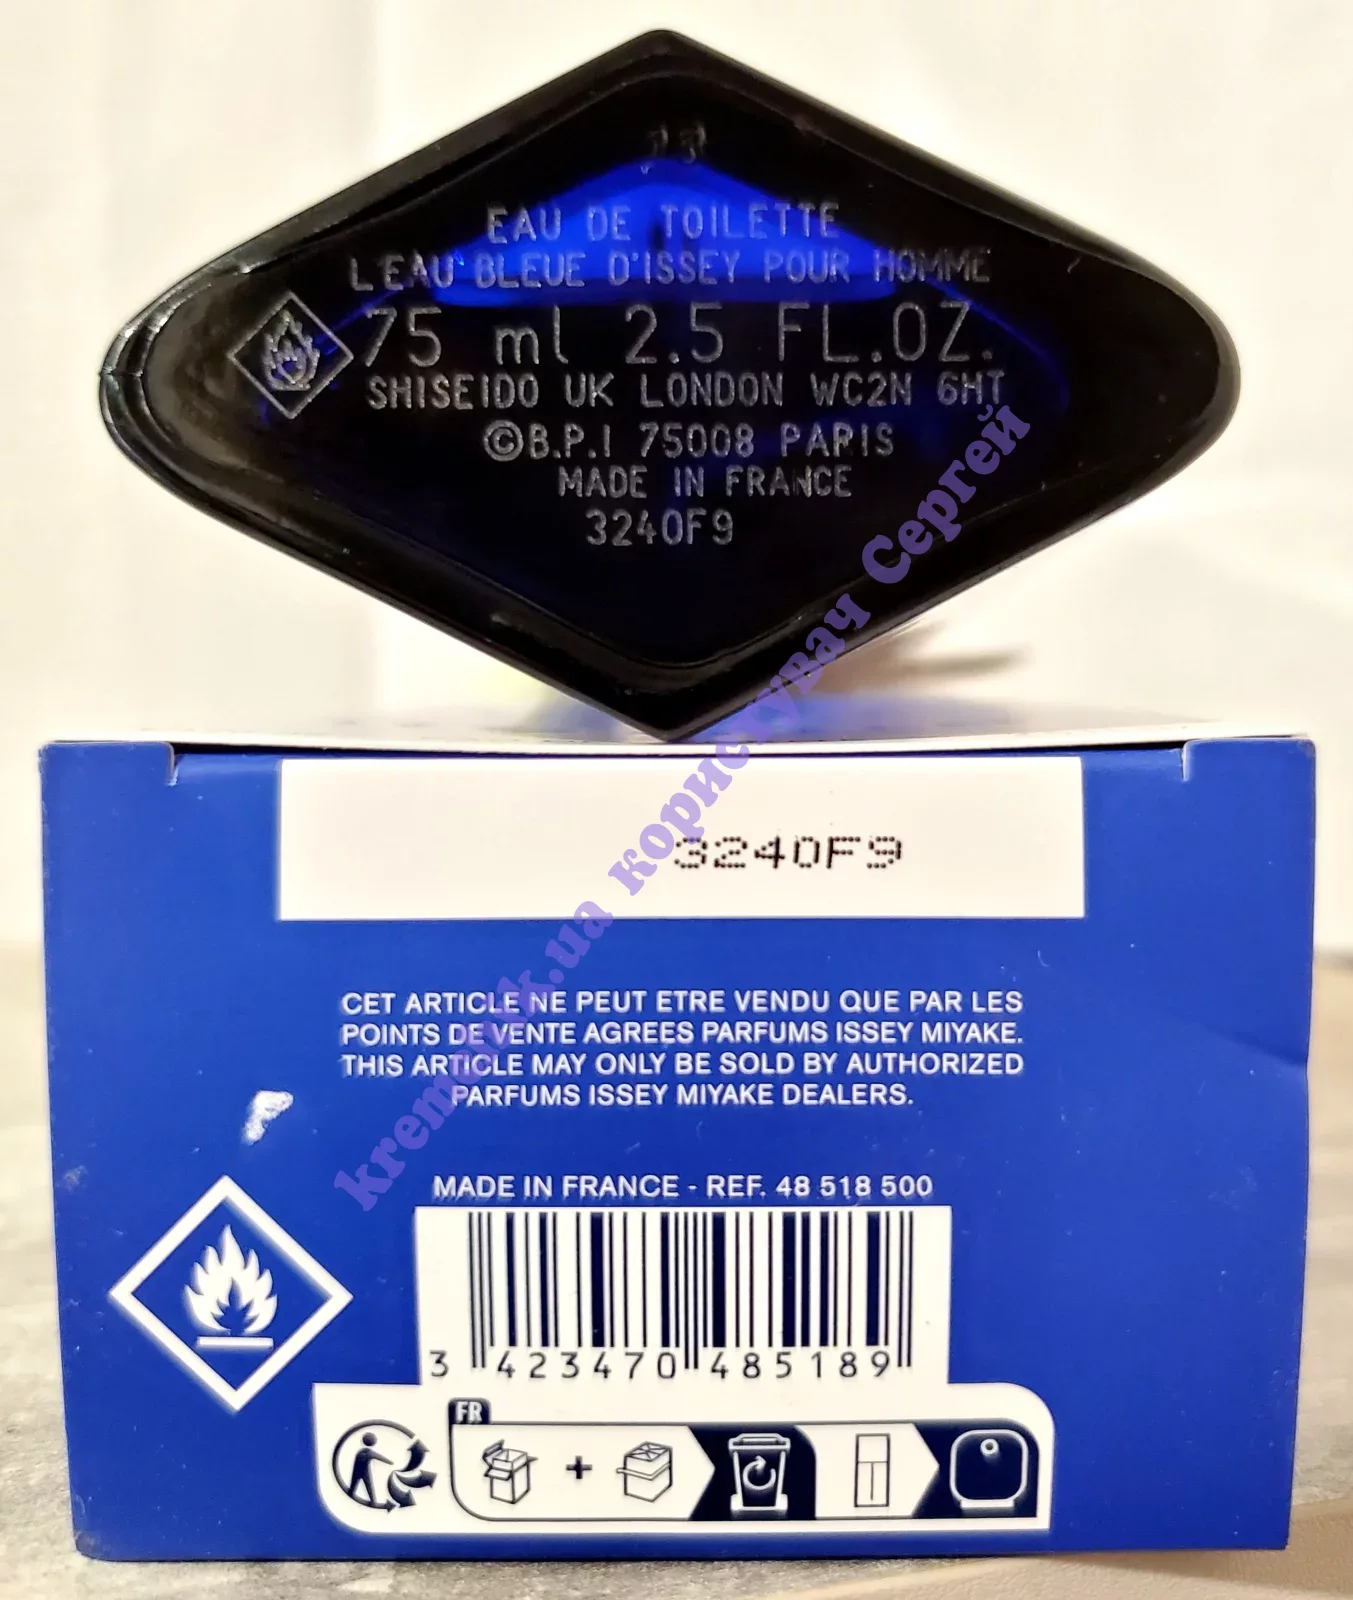 EAU DE TOILETTE
L'EAU BLEUE D'ISSEY POUR HOMME
75 ml 2.5 FL.OZ.
SHISEIDO UK LONDON WC2N 6HT
©B.P.I 75008 PARIS
MADE IN FRANCE
3240F9
3240F9
CET ARTICLE NE PEUT ETRE VENDU QUE PAR LES
POINTS DE VENTE AGREES PARFUMS ISSEY MIYAKE.
THIS ARTICLE MAY ONLY BE SOLD BY AUTHORIZED
PARFUMS ISSEY MIYAKE DEALERS.
MADE IN FRANCE - REF. 48 518 500
3 423470 485189
FR
користувач Сергей